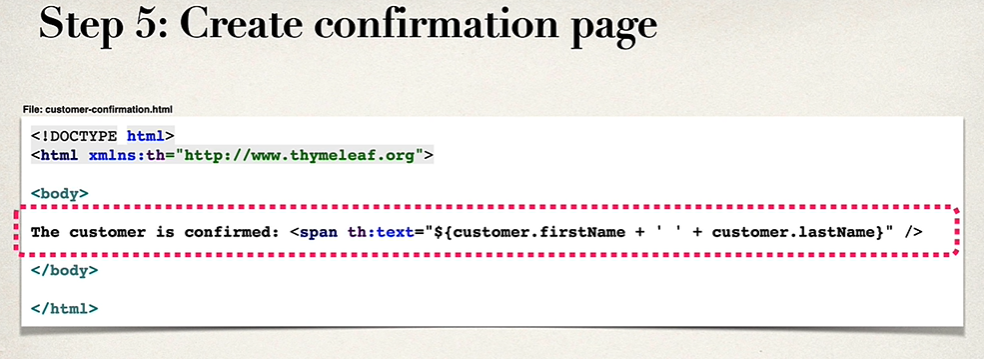 Step 5: Create confirmation page
File: customer-confirmation.html
<!DOCTYPE html>
<html xmlns:th="http://www.thymeleaf.org">
<body>
The customer is confirmed: <span th:text="${customer.firstName + ' ' + customer.lastName}" />
</body>
</html>